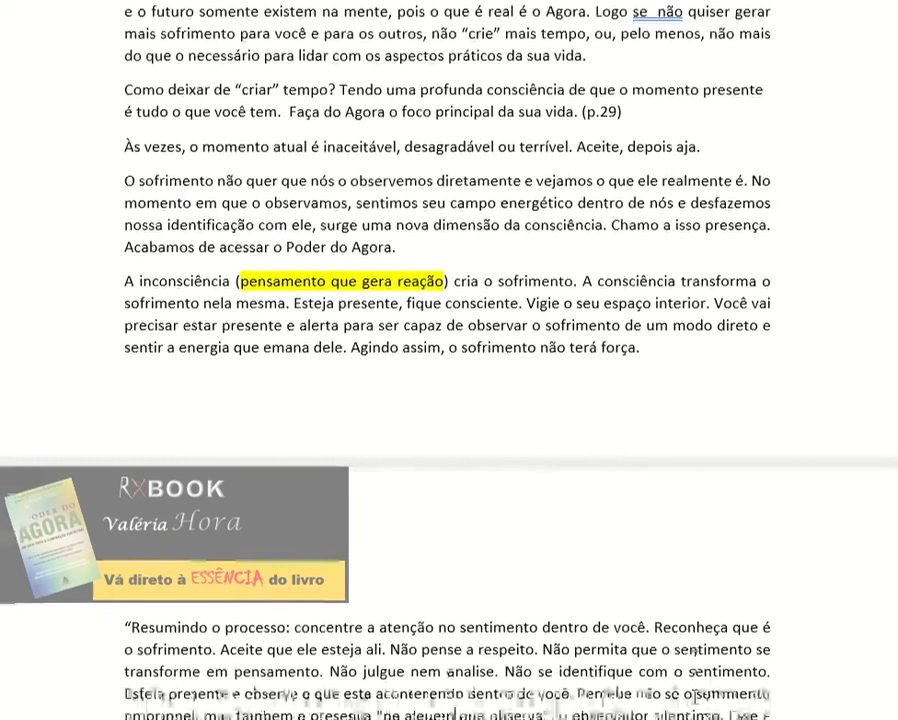 e o futuro somente existem na mente, pois o que é real é o Agora. Logo se não quiser gerar
mais sofrimento para você e para os outros, não “crie” mais tempo, ou, pelo menos, não mais
do que o necessário para lidar com os aspectos práticos da sua vida.
Como deixar de “criar” tempo? Tendo uma profunda consciência de que o momento presente
é tudo o que você tem. Faça do Agora o foco principal da sua vida. (p.29)
Às vezes, o momento atual é inaceitável, desagradável ou terrível. Aceite, depois aja.
O sofrimento não quer que nós o observemos diretamente e vejamos o que ele realmente é. No
momento em que o observamos, sentimos seu campo energético dentro de nós e desfazemos
nossa identificação com ele, surge uma nova dimensão da consciência. Chamo a isso presença.
Acabamos de acessar o Poder do Agora.
A inconsciência (pensamento que gera reação) cria o sofrimento. A consciência transforma o
sofrimento nela mesma. Esteja presente, fique consciente. Vigie o seu espaço interior. Você vai
precisar estar presente e alerta para ser capaz de observar o sofrimento de um modo direto e
sentir a energia que emana dele. Agindo assim, o sofrimento não terá força.
RXBOOK
Valéria Hora
ODER DO
AGORA
Vá direto à ESSÊNCIA do livro
“Resumindo o processo: concentre a atenção no sentimento dentro de você. Reconheça que é
o sofrimento. Aceite que ele esteja ali. Não pense a respeito. Não permita que o sentimento se
transforme em pensamento. Não julgue nem analise. Não se identifique com o sentimento.
presente e o que está dentro de você